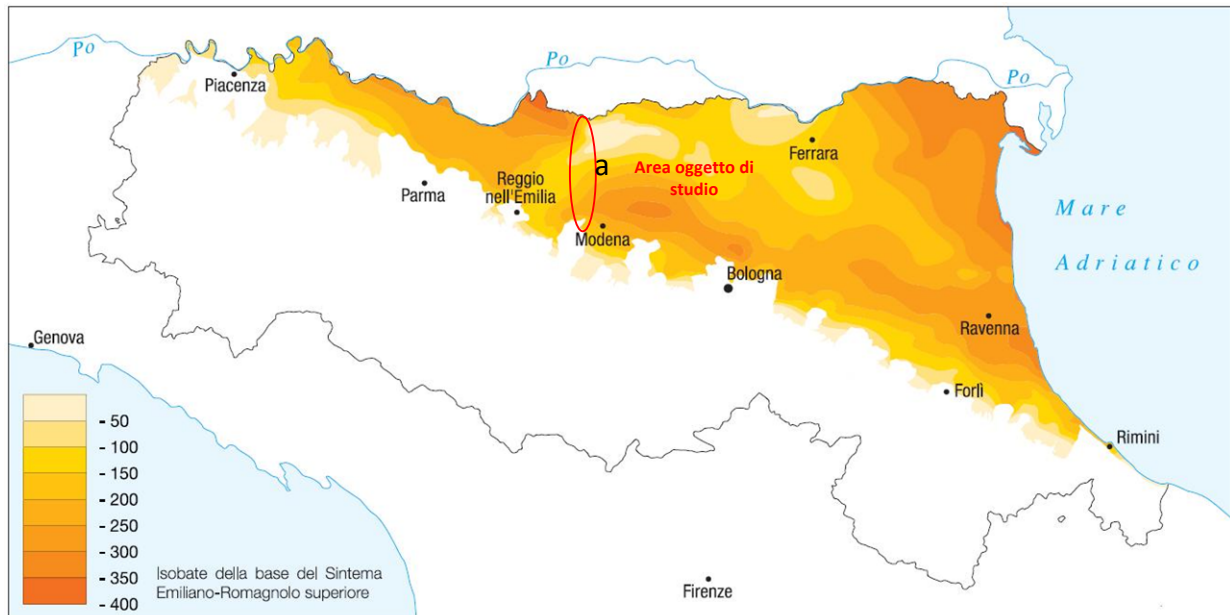 Po
Piacenza
Po
Po
Ferrara
a
Area oggetto di
studio
Reggio
nell'Emilia
Parma
Modena
Mare
Adriatico
Bologna
Ravenna
Genova
Forlì
Rimini
- 50
- 100
- 150
- 200
- 250
- 300
- 350
- 400
Isobate della base del Sintema
Emiliano-Romagnolo superiore
Firenze